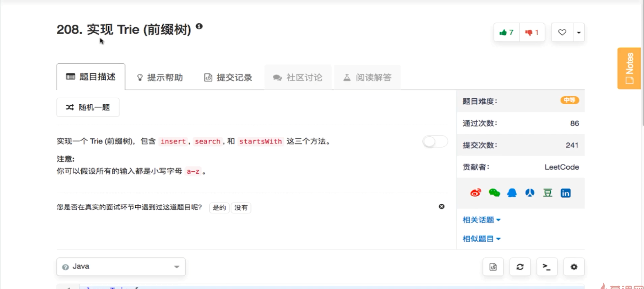 208. 实现 Trie (前缀树)
7
1
Notes
题目描述
提示帮助
提交记录
社区讨论
阅读解答
随机一题
题目难度:
中等
通过次数:
86
提交次数:
241
贡献者:
LeetCode
实现一个 Trie (前缀树)，包含 insert, search, 和 startsWith 这三个方法。
注意:
你可以假设所有的输入都是小写字母 a-z 。
您是否在真实的面试环节中遇到过这道题目呢?
是的
没有
相关话题
相似题目
Java